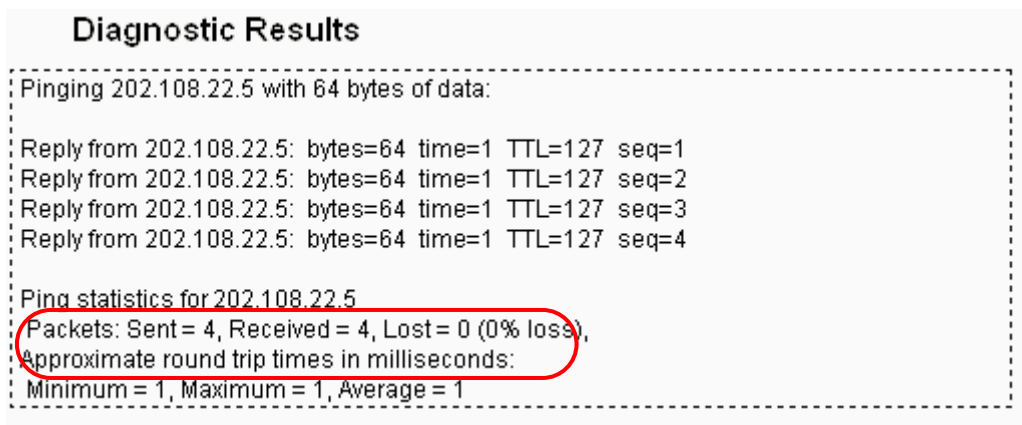 Diagnostic Results
Pinging 202.108.22.5 with 64 bytes of data:
Reply from 202.108.22.5: bytes=64 time=1 TTL=127 seq=1
Reply from 202.108.22.5: bytes=64 time=1 TTL=127 seq=2
Reply from 202.108.22.5: bytes=64 time=1 TTL=127 seq=3
Reply from 202.108.22.5: bytes=64 time=1 TTL=127 seq=4
Ping statistics for 202.108.22.5
Packets: Sent = 4, Received = 4, Lost = 0 (0% loss),
Approximate round trip times in milliseconds:
Minimum = 1, Maximum = 1, Average = 1